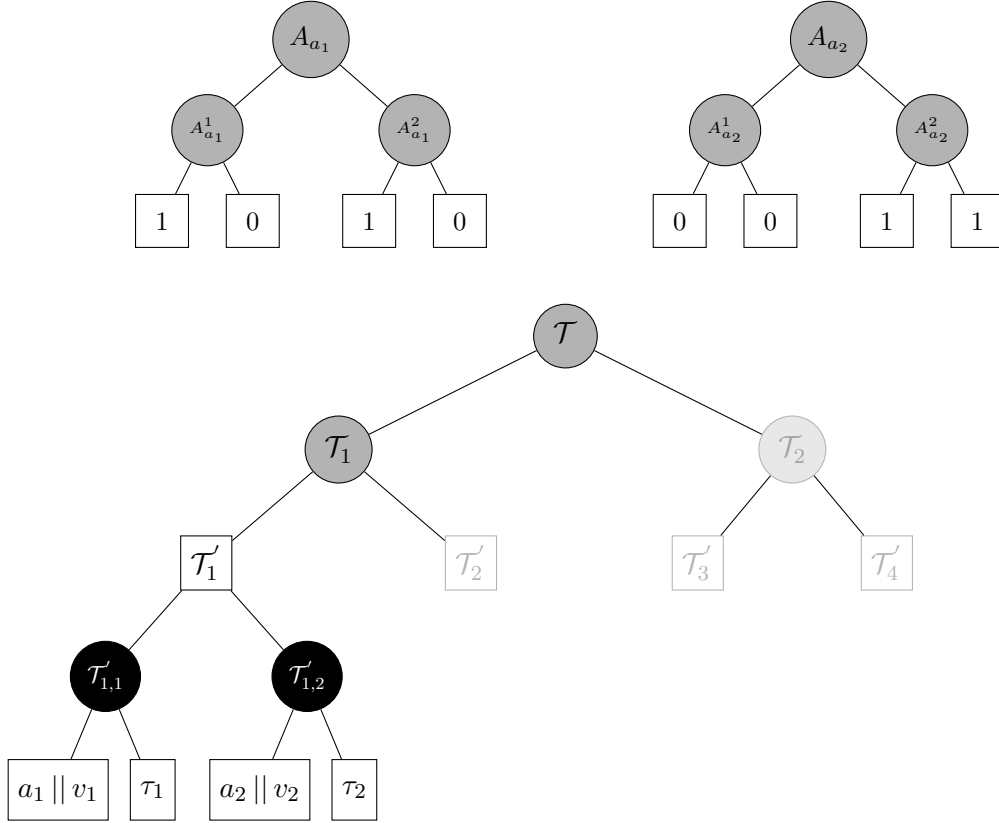 A_{a_1} A_{a_2}
A^1_{a_1} A^2_{a_1} A^1_{a_2} A^2_{a_2}
1 0 1 0 0 0 1 1
𝒯
𝒯_1 𝒯_2
𝒯'_1 𝒯'_2 𝒯'_3 𝒯'_4
𝒯'_{1,1} 𝒯'_{1,2}
a_1 || v_1 τ_1 a_2 || v_2 τ_2